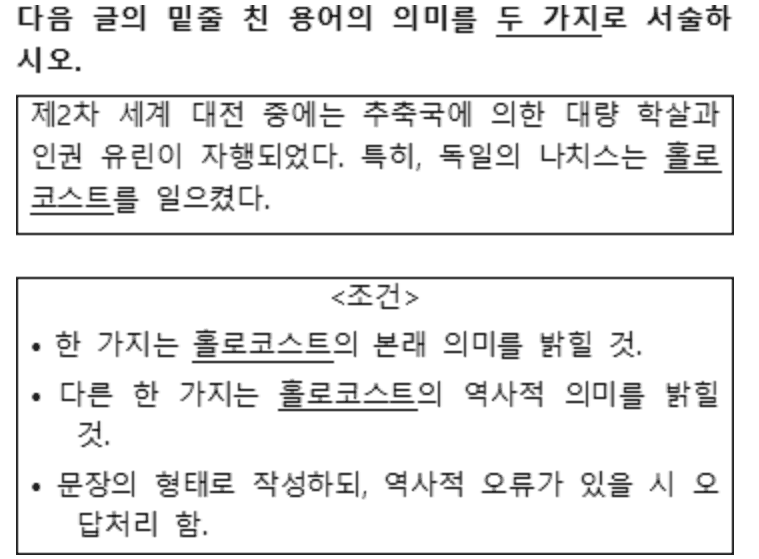 다음 글의 밑줄 친 용어의 의미를 두 가지로 서술하
시오.
제2차 세계 대전 중에는 추축국에 의한 대량 학살과
인권 유린이 자행되었다. 특히, 독일의 나치스는 홀로
코스트를 일으켰다.
<조건>
• 한 가지는 홀로코스트의 본래 의미를 밝힐 것.
• 다른 한 가지는 홀로코스트의 역사적 의미를 밝힐
것.
• 문장의 형태로 작성하되, 역사적 오류가 있을 시 오
답처리 함.